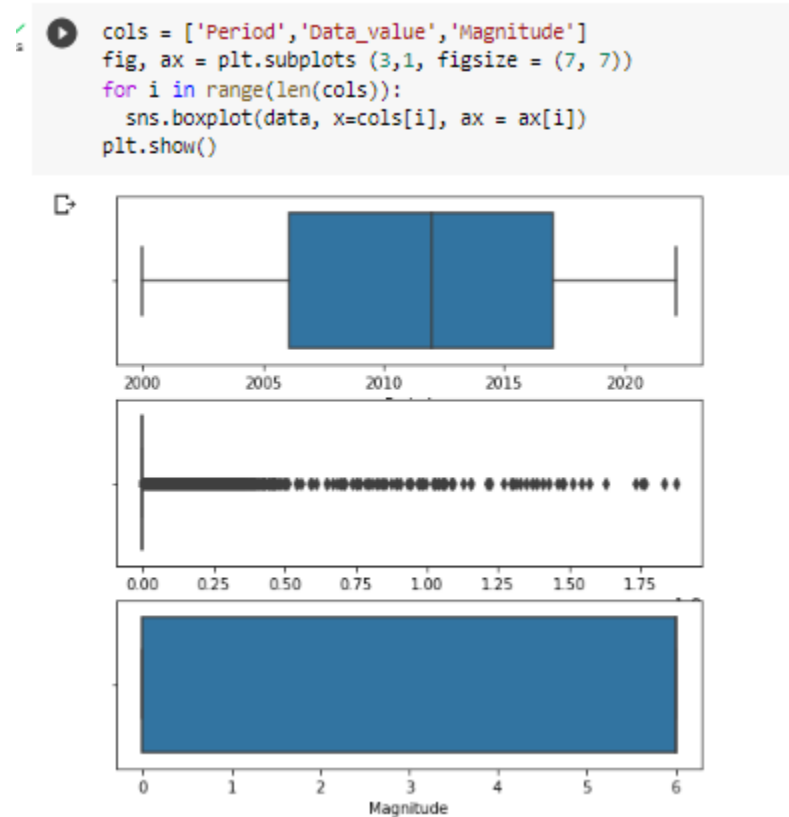 cols = ['Period','Data_value','Magnitude']
fig, ax = plt.subplots (3,1, figsize = (7, 7))
for i in range(len(cols)):
  sns.boxplot(data, x=cols[i], ax = ax[i])
plt.show()
2000 2005 2010 2015 2020
0.00 0.25 0.50 0.75 1.00 1.25 1.50 1.75
0 1 2 3 4 5 6
Magnitude